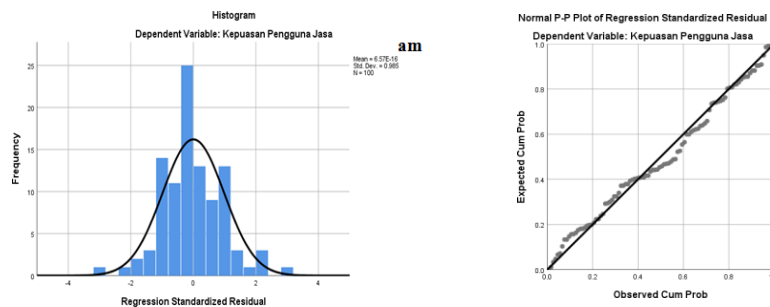 Histogram
Dependent Variable: Kepuasan Pengguna Jasa
Mean = 6.57E-16
Std. Dev. = 0.985
N = 100
Frequency
25
20
15
10
5
0
-4 -2 0 2 4
Regression Standardized Residual
am
Normal P-P Plot of Regression Standardized Residual
Dependent Variable: Kepuasan Pengguna Jasa
Expected Cum Prob
1.0
0.8
0.6
0.4
0.2
0.0
0.0 0.2 0.4 0.6 0.8 1.0
Observed Cum Prob